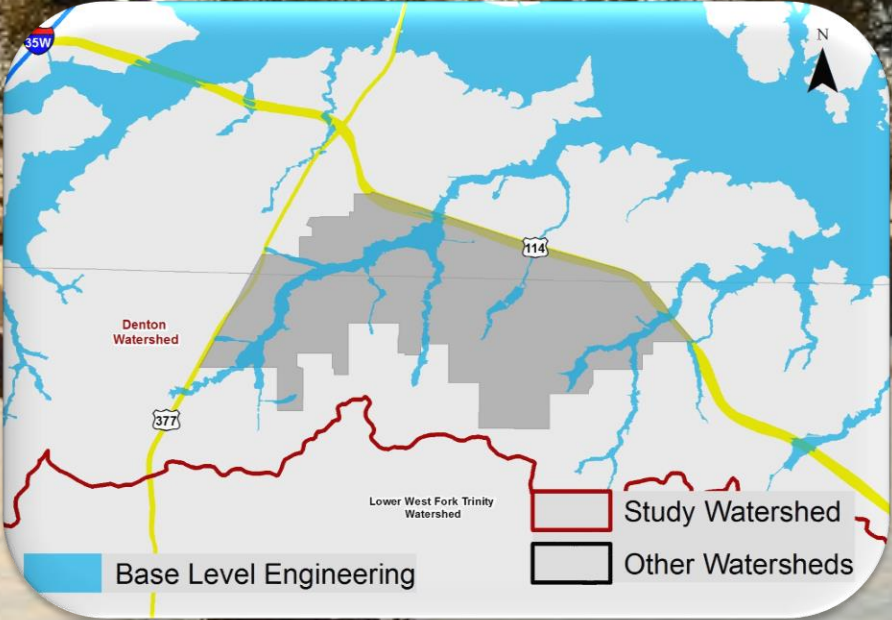 35W
N
114
Denton
Watershed
377
Lower West Fork Trinity
Watershed
Study Watershed
Other Watersheds
Base Level Engineering